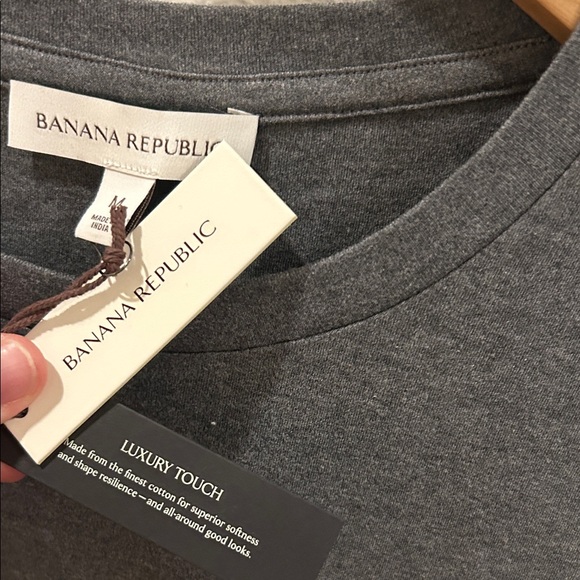 BANANA REPUBLIC
M
MADE
INDIA
BANANA REPUBLIC
LUXURY TOUCH
Made from the finest cotton for superior softness
and shape resilience—and all-around good looks.